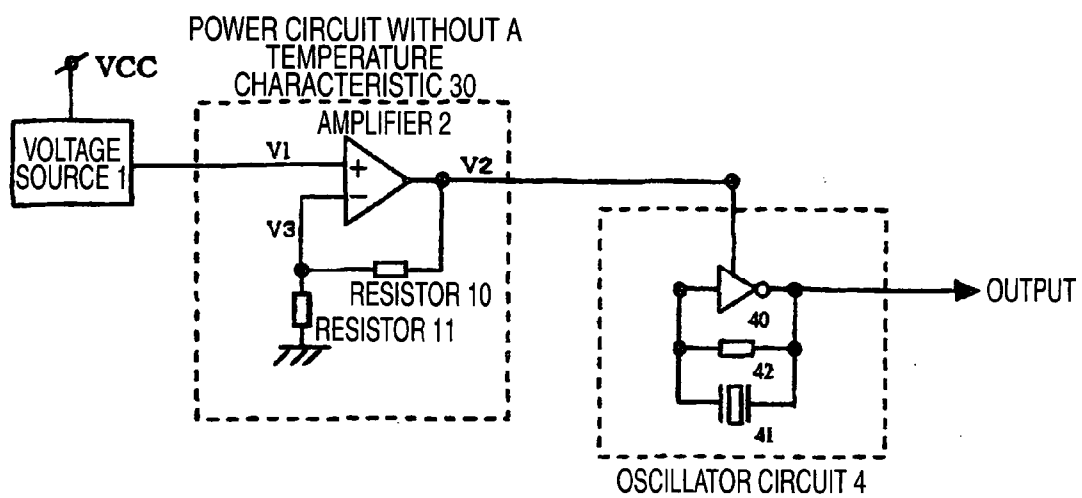 POWER CIRCUIT WITHOUT A
TEMPERATURE
CHARACTERISTIC 30
VCC
AMPLIFIER 2
VOLTAGE
SOURCE 1
V1
+
V2
−
V3
RESISTOR 10
RESISTOR 11
OUTPUT
40
42
41
OSCILLATOR CIRCUIT 4